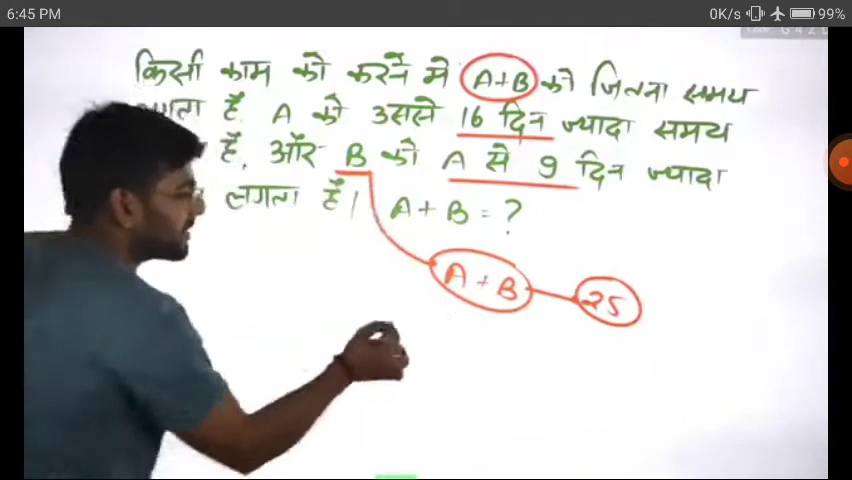 6:45 PM 0K/s 99%
किसी काम को करने में A+B को जितना समय
लगता है. A को उससे 16 दिन ज्यादा समय
है, और B को A से 9 दिन ज्यादा
लगता है। A+B = ?
A+B 25